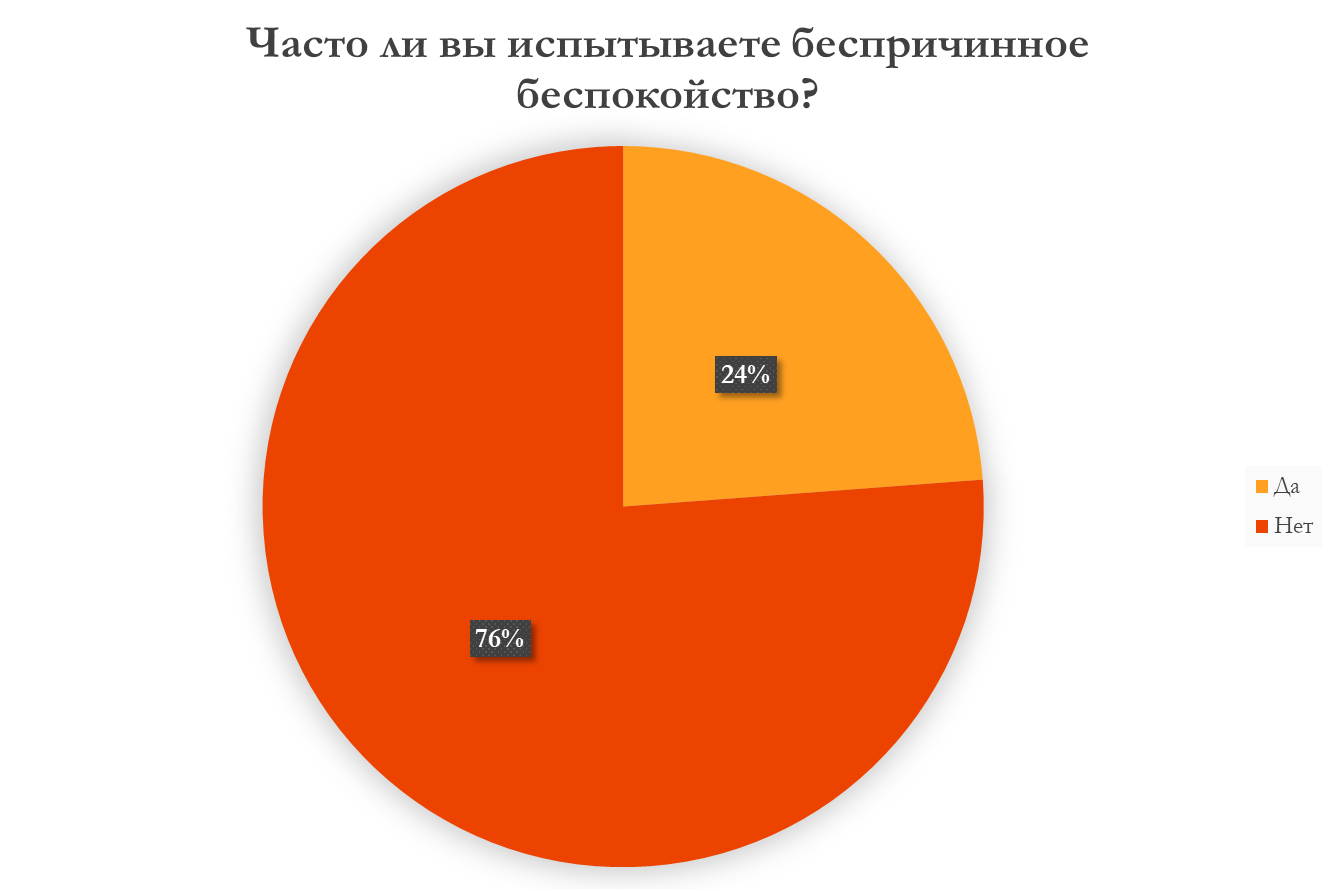 Часто ли вы испытываете беспричинное
беспокойство?
24%
76%
Да
Нет